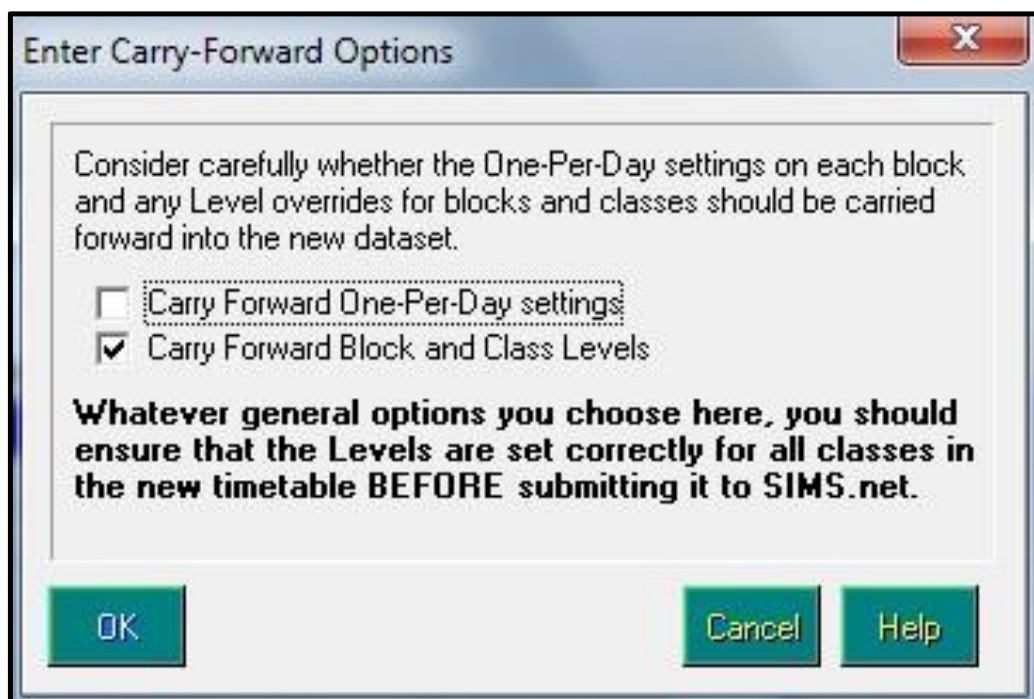 Enter Carry-Forward Options
Consider carefully whether the One-Per-Day settings on each block
and any Level overrides for blocks and classes should be carried
forward into the new dataset.
Carry Forward One-Per-Day settings
Carry Forward Block and Class Levels
Whatever general options you choose here, you should
ensure that the Levels are set correctly for all classes in
the new timetable BEFORE submitting it to SIMS.net.
OK Cancel Help